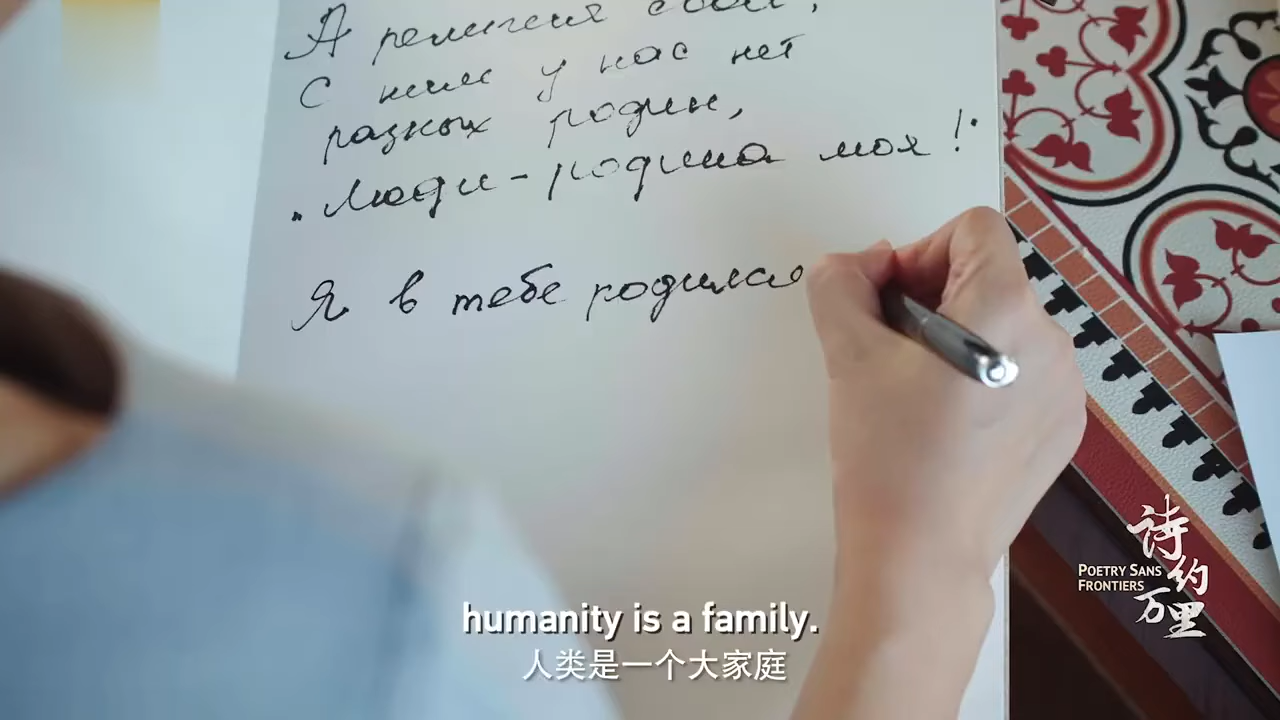 А религия свои,
С ним у нас нет
разных родин,
"Люди-родина моя!"
Я в тебе родился
humanity is a family.
人类是一个大家庭
诗约万里
POETRY SANS
FRONTIERS